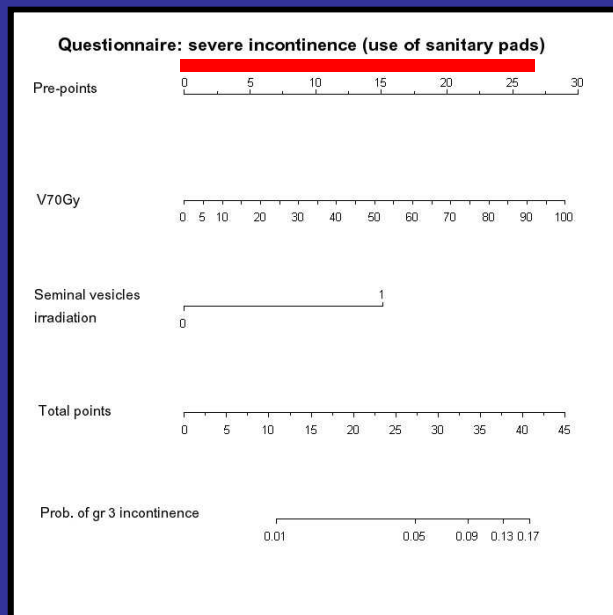 Questionnaire: severe incontinence (use of sanitary pads)
Pre-points
0 5 10 15 20 25 30
V70Gy
0 5 10 20 30 40 50 60 70 80 90 100
Seminal vesicles
irradiation
1
0
Total points
0 5 10 15 20 25 30 35 40 45
Prob. of gr 3 incontinence
0.01 0.05 0.09 0.13 0.17